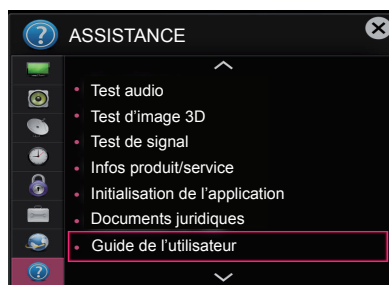 ASSISTANCE
• Test audio
• Test d’image 3D
• Test de signal
• Infos produit/service
• Initialisation de l’application
• Documents juridiques
• Guide de l’utilisateur